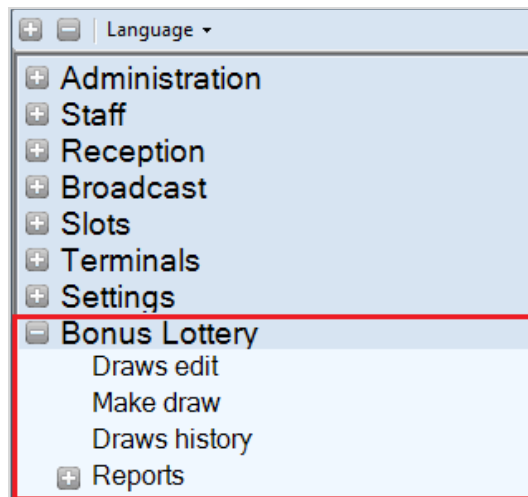 Language
Administration
Staff
Reception
Broadcast
Slots
Terminals
Settings
Bonus Lottery
Draws edit
Make draw
Draws history
Reports